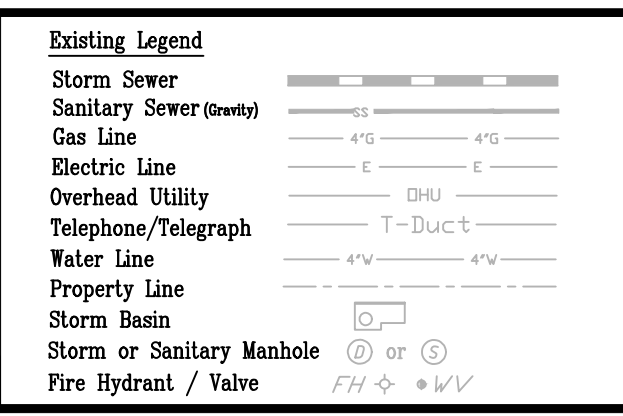 Existing Legend
Storm Sewer
Sanitary Sewer (Gravity) SS
Gas Line 4"G 4"G
Electric Line E E
Overhead Utility OHU
Telephone/Telegraph T-Duct
Water Line 4"W 4"W
Property Line
Storm Basin
Storm or Sanitary Manhole D or S
Fire Hydrant / Valve FH WV